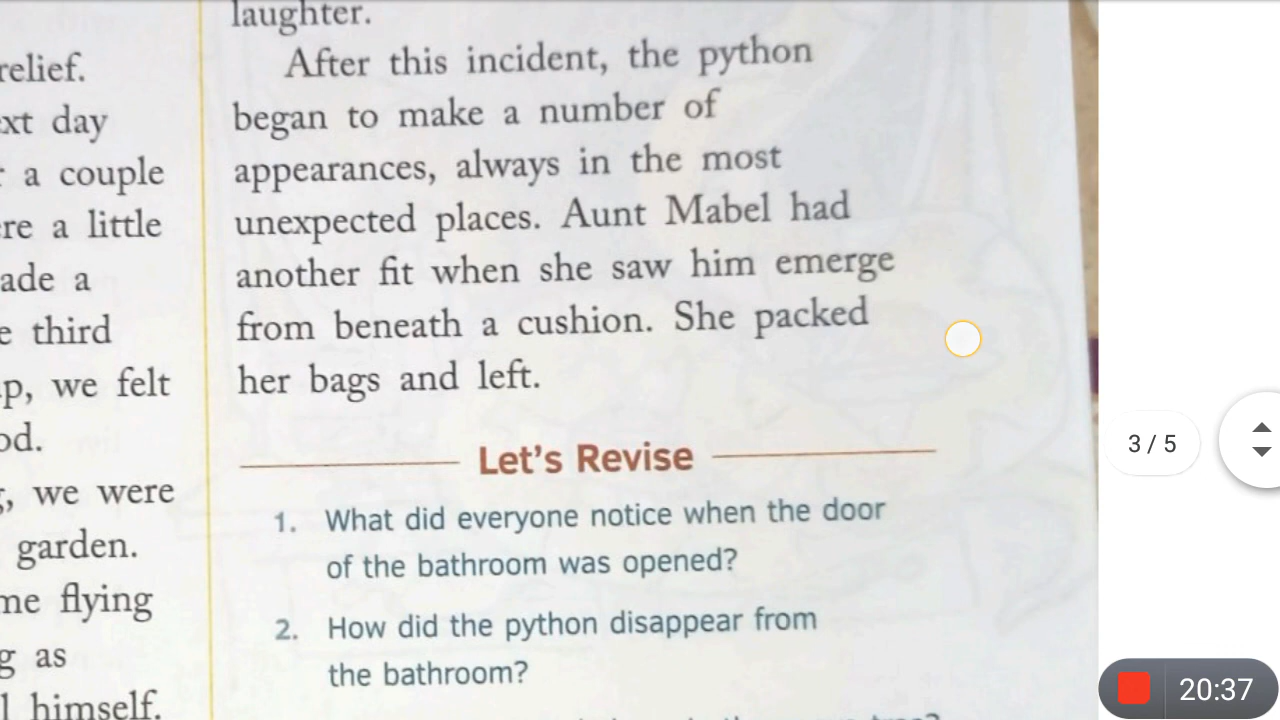 relief.
xt day
a couple
re a little
ade a
e third
p, we felt
od.
, we were
garden.
me flying
g as
l himself.
laughter.
After this incident, the python
began to make a number of
appearances, always in the most
unexpected places. Aunt Mabel had
another fit when she saw him emerge
from beneath a cushion. She packed
her bags and left.
Let's Revise
1. What did everyone notice when the door
of the bathroom was opened?
2. How did the python disappear from
the bathroom?
3 / 5
20:37